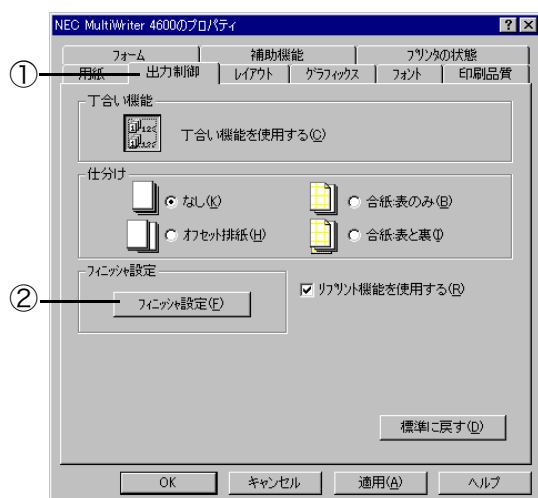 NEC MultiWriter 4600のプロパティ
フォーム 補助機能 プリンタの状態
① 用紙 出力制御 レイアウト グラフィックス フォント 印刷品質
丁合い機能
丁合い機能を使用する(C)
仕分け
なし(K) 合紙:表のみ(B)
オフセット排紙(H) 合紙:表と裏(I)
フィニッシャ設定
② フィニッシャ設定(F) リプリント機能を使用する(R)
標準に戻す(D)
OK キャンセル 適用(A) ヘルプ